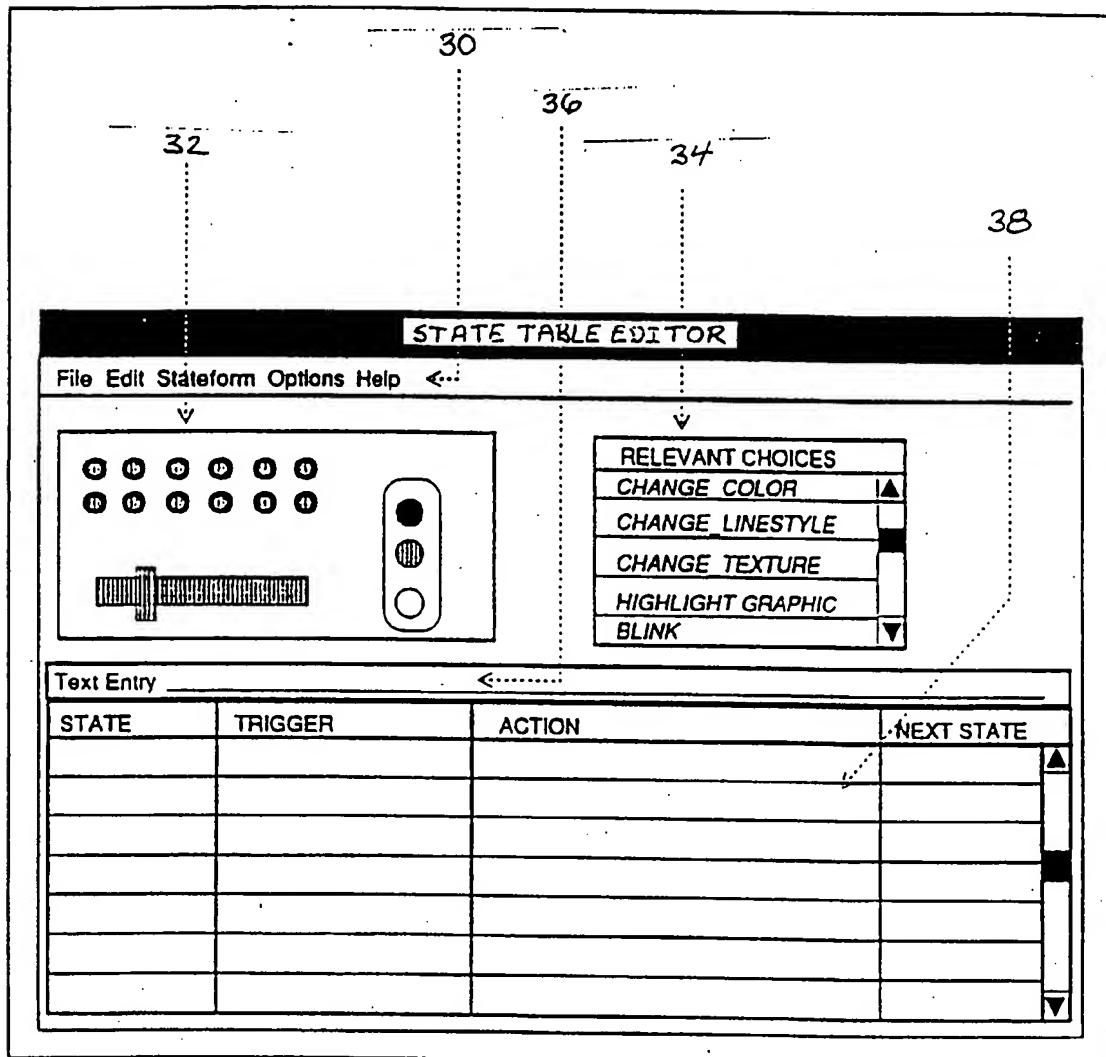 30
36
32
34
38
STATE TABLE EDITOR
File Edit Stateform Options Help
RELEVANT CHOICES
CHANGE_COLOR
CHANGE_LINESTYLE
CHANGE_TEXTURE
HIGHLIGHT GRAPHIC
BLINK
Text Entry
STATE TRIGGER ACTION NEXT STATE